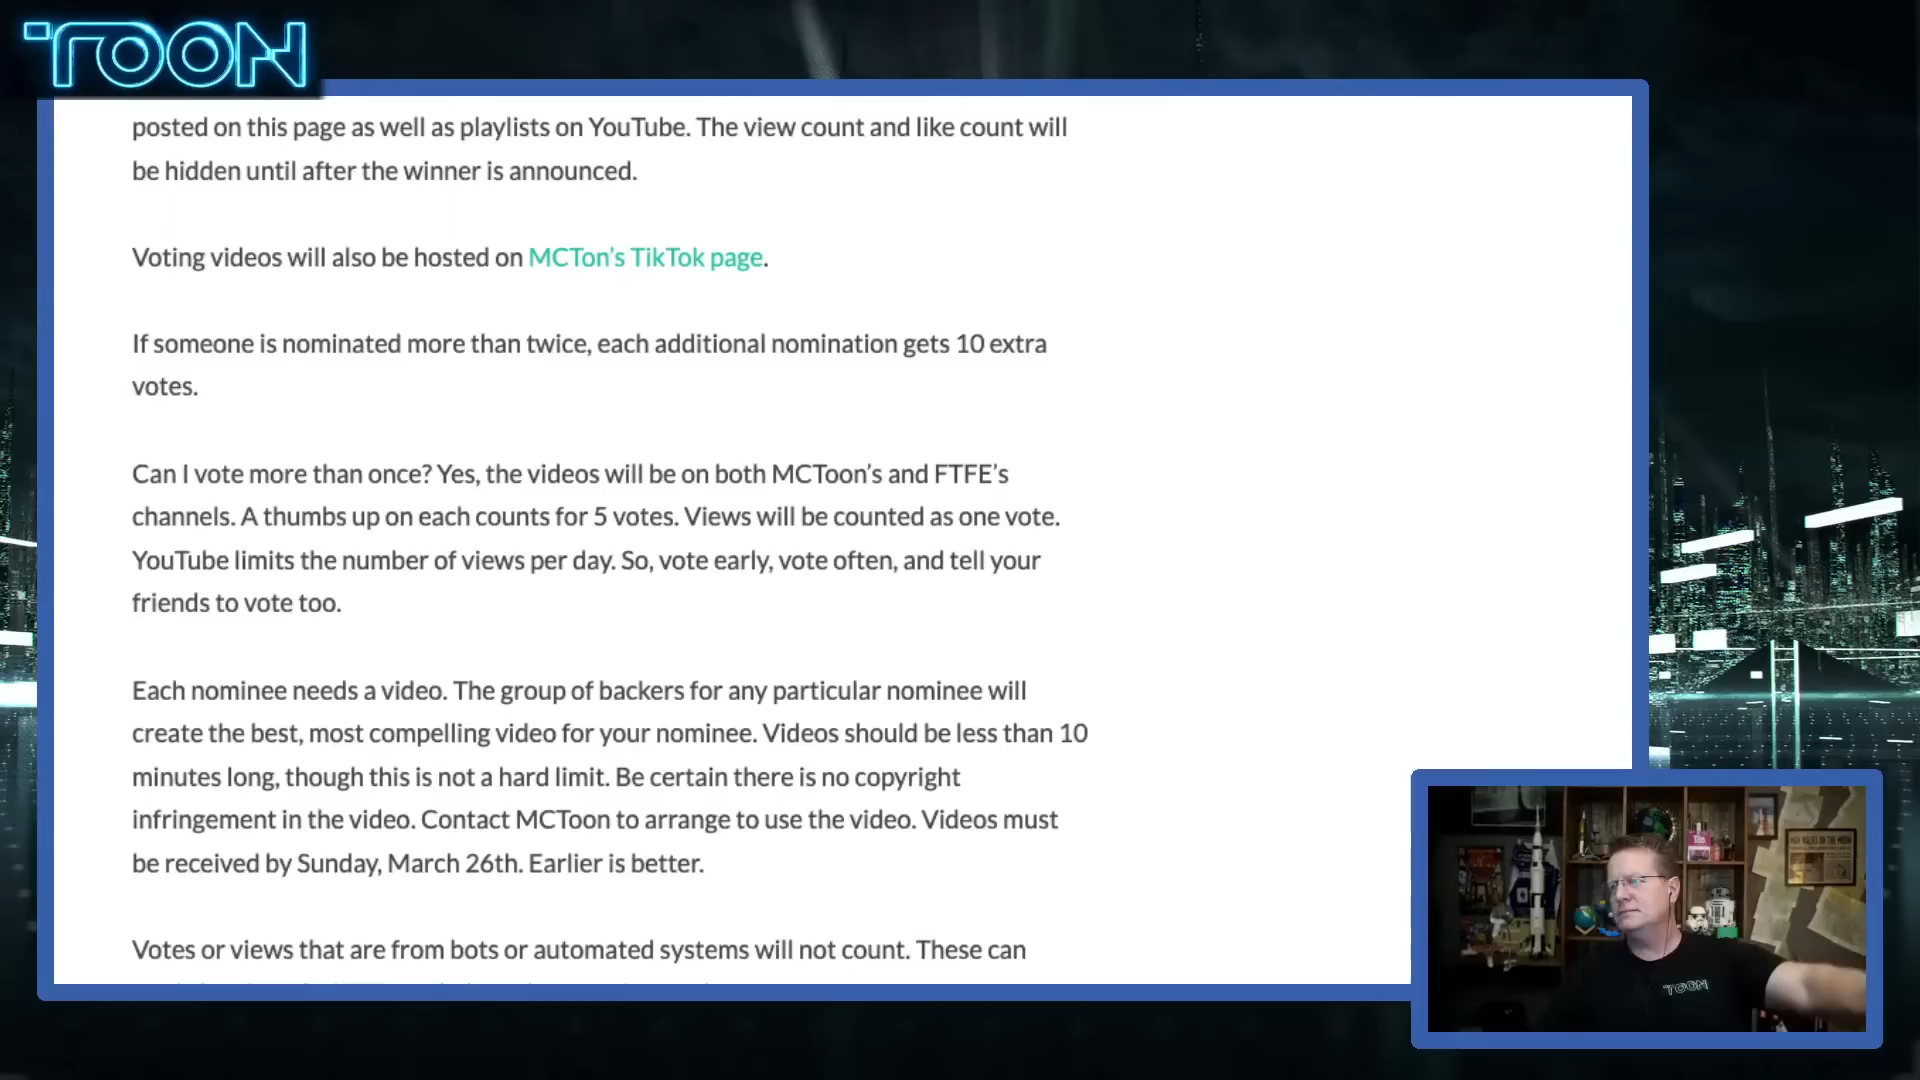 TOON
posted on this page as well as playlists on YouTube. The view count and like count will
be hidden until after the winner is announced.
Voting videos will also be hosted on MCTon’s TikTok page.
If someone is nominated more than twice, each additional nomination gets 10 extra
votes.
Can I vote more than once? Yes, the videos will be on both MCToon’s and FTFE’s
channels. A thumbs up on each counts for 5 votes. Views will be counted as one vote.
YouTube limits the number of views per day. So, vote early, vote often, and tell your
friends to vote too.
Each nominee needs a video. The group of backers for any particular nominee will
create the best, most compelling video for your nominee. Videos should be less than 10
minutes long, though this is not a hard limit. Be certain there is no copyright
infringement in the video. Contact MCToon to arrange to use the video. Videos must
be received by Sunday, March 26th. Earlier is better.
Votes or views that are from bots or automated systems will not count. These can
TOON